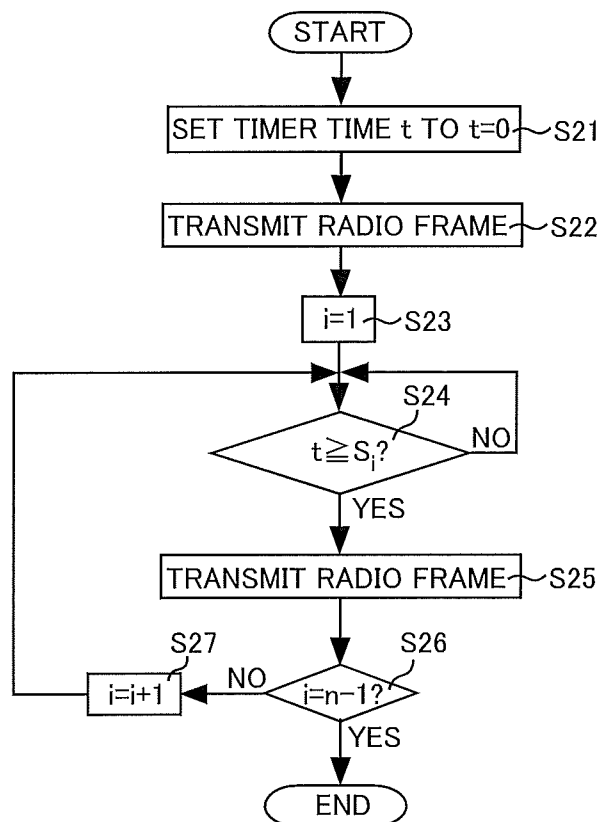 START
SET TIMER TIME t TO t=0
S21
TRANSMIT RADIO FRAME
S22
i=1
S23
S24
t≧Si?
NO
YES
TRANSMIT RADIO FRAME
S25
S27
S26
i=i+1
NO
i=n-1?
YES
END